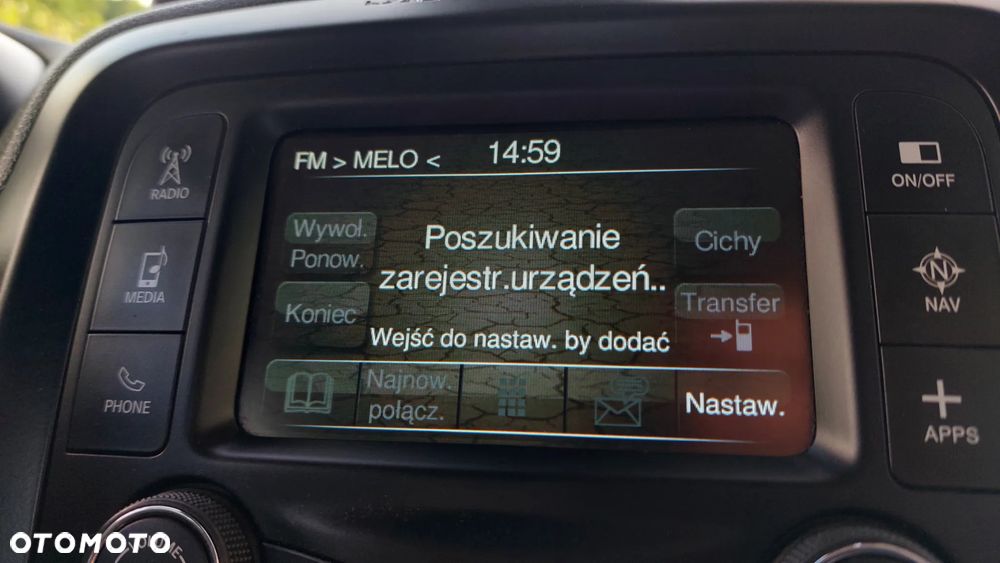 FM > MELO <
14:59
Wywoł.
Ponow.
Poszukiwanie
zarejestr.urządzeń..
Cichy
Koniec
Transfer
Wejść do nastaw. by dodać
Najnow.
połącz.
Nastaw.
RADIO
MEDIA
PHONE
ON/OFF
N
NAV
APPS
VOLUME
OTOMOTO